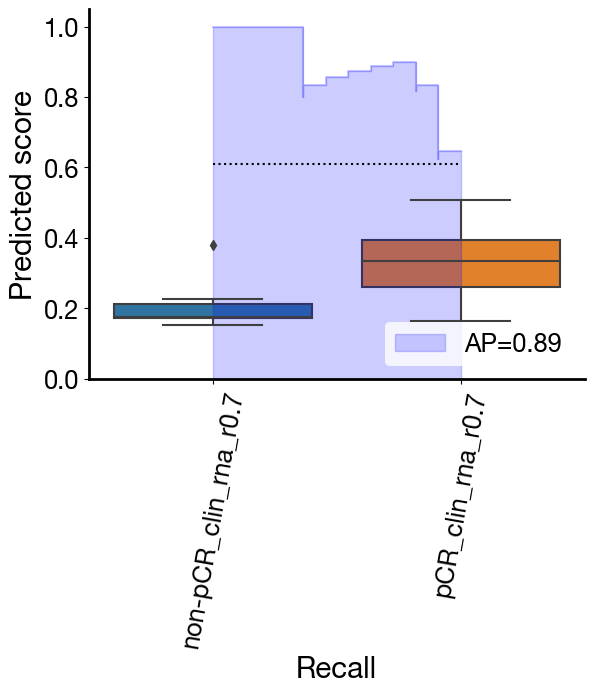 Predicted score
1.0
0.8
0.6
0.4
0.2
0.0
AP=0.89
non-pCR_clin_rna_r0.7
pCR_clin_rna_r0.7
Recall